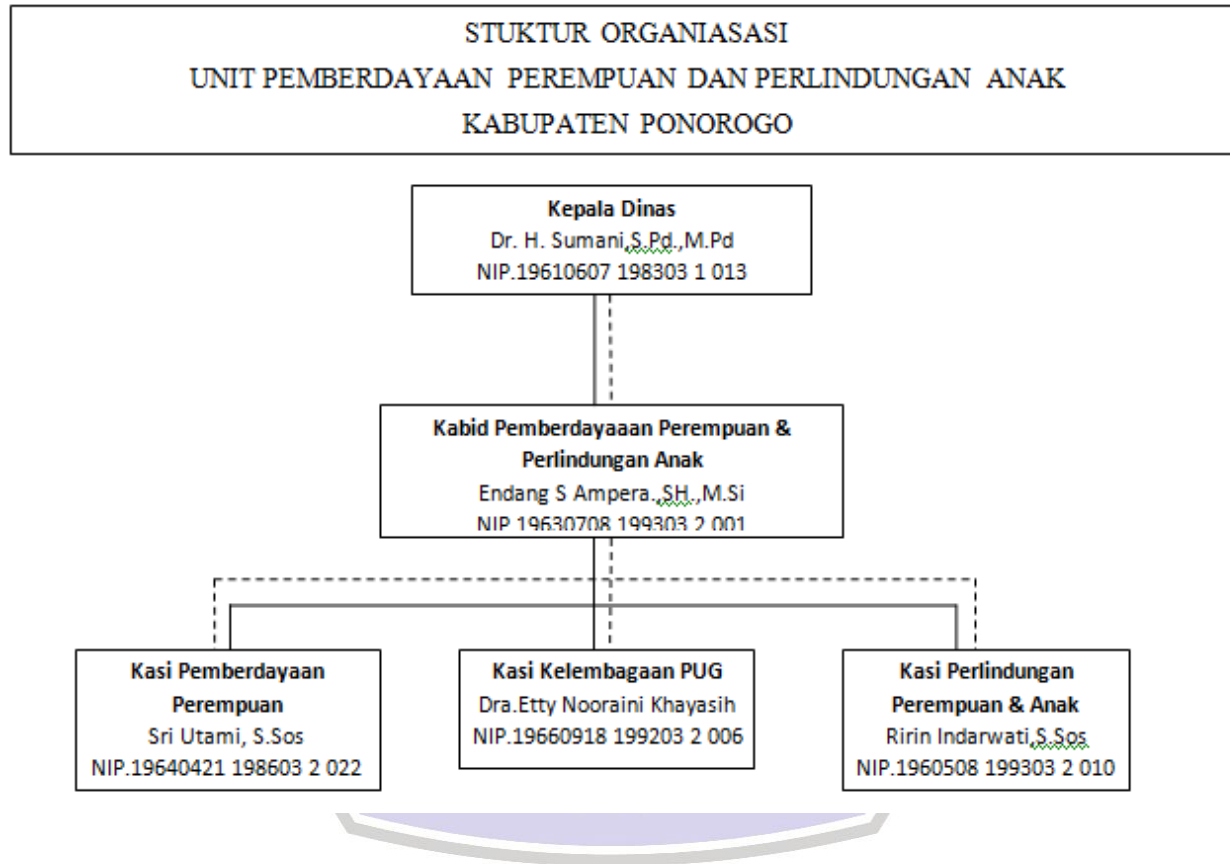 STUKTUR ORGANIASASI
UNIT PEMBERDAYAAN PEREMPUAN DAN PERLINDUNGAN ANAK
KABUPATEN PONOROGO
Kepala Dinas
Dr. H. Sumani,S.Pd.,M.Pd
NIP.19610607 198303 1 013
Kabid Pemberdayaaan Perempuan &
Perlindungan Anak
Endang S Ampera.,SH.,M.Si
NIP 19630708 199303 2 001
Kasi Pemberdayaan
Perempuan
Sri Utami, S.Sos
NIP.19640421 198603 2 022
Kasi Kelembagaan PUG
Dra.Etty Nooraini Khayasih
NIP.19660918 199203 2 006
Kasi Perlindungan
Perempuan & Anak
Ririn Indarwati,S.Sos
NIP.1960508 199303 2 010